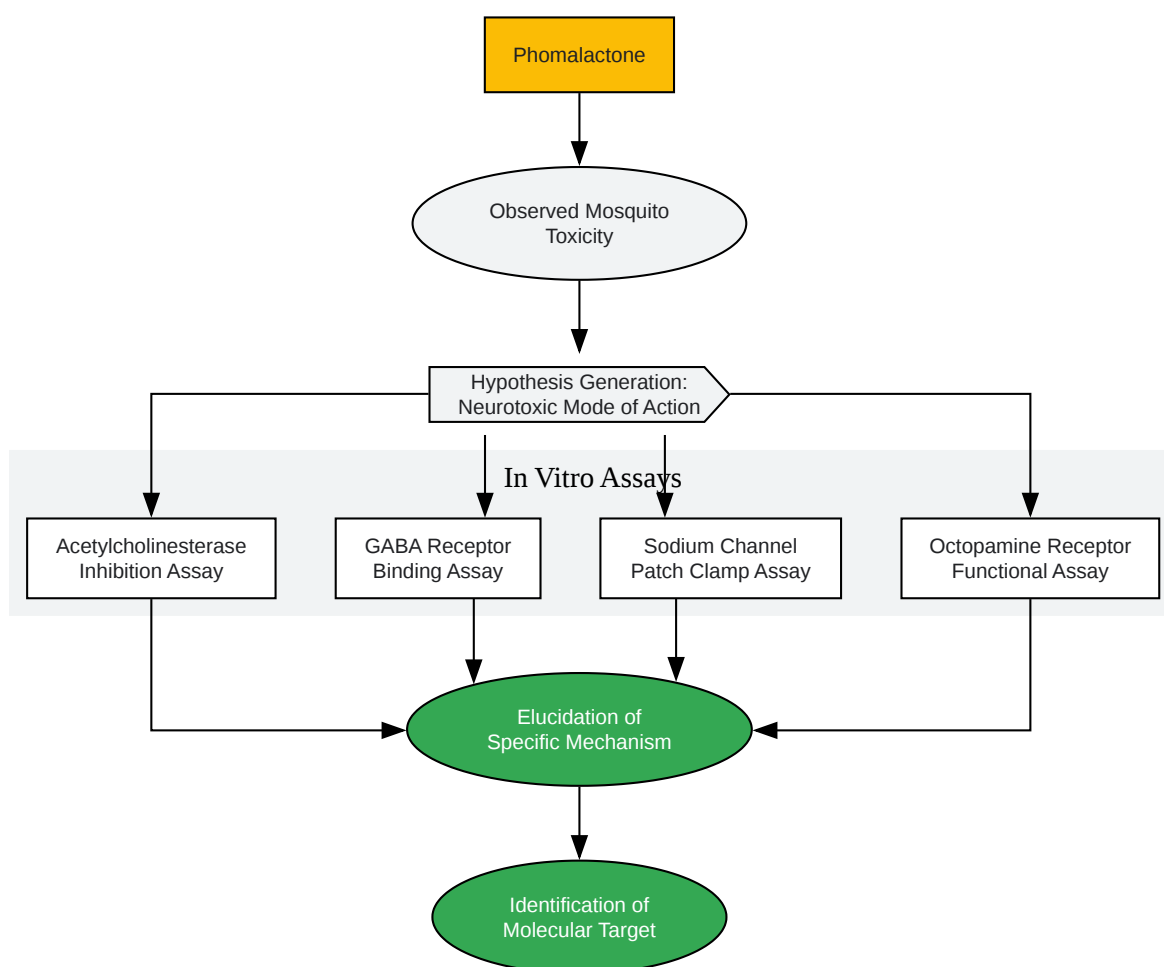 Phomalactone
Observed Mosquito
Toxicity
Hypothesis Generation:
Neurotoxic Mode of Action
In Vitro Assays
Acetylcholinesterase
Inhibition Assay
GABA Receptor
Binding Assay
Sodium Channel
Patch Clamp Assay
Octopamine Receptor
Functional Assay
Elucidation of
Specific Mechanism
Identification of
Molecular Target